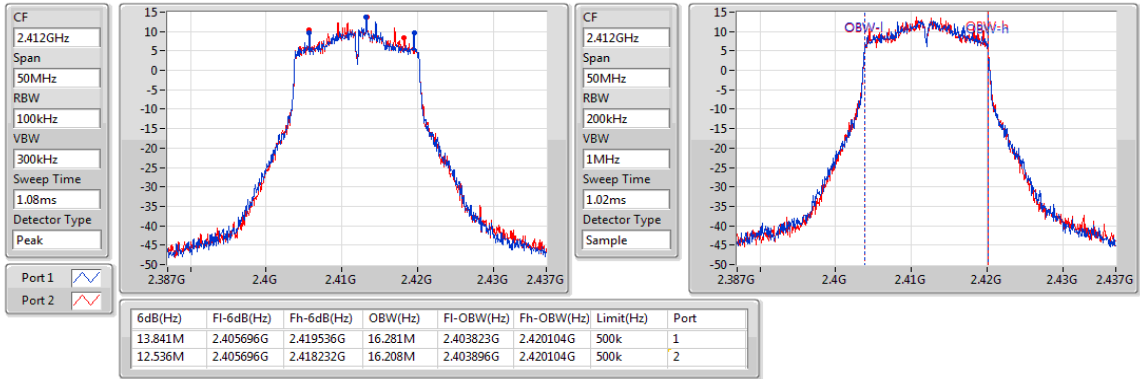 CF
2.412GHz
Span
50MHz
RBW
100kHz
VBW
300kHz
Sweep Time
1.08ms
Detector Type
Peak
Port 1
Port 2
15
10
5
0
-5
-10
-15
-20
-25
-30
-35
-40
-45
-50
2.387G 2.4G 2.41G 2.42G 2.43G 2.437G
CF
2.412GHz
Span
50MHz
RBW
200kHz
VBW
1MHz
Sweep Time
1.02ms
Detector Type
Sample
15
10
5
0
-5
-10
-15
-20
-25
-30
-35
-40
-45
-50
OBW-l OBW-h
2.387G 2.4G 2.41G 2.42G 2.43G 2.437G
6dB(Hz) Fl-6dB(Hz) Fh-6dB(Hz) OBW(Hz) Fl-OBW(Hz) Fh-OBW(Hz) Limit(Hz) Port
13.841M 2.405696G 2.419536G 16.281M 2.403823G 2.420104G 500k 1
12.536M 2.405696G 2.418232G 16.208M 2.403896G 2.420104G 500k 2